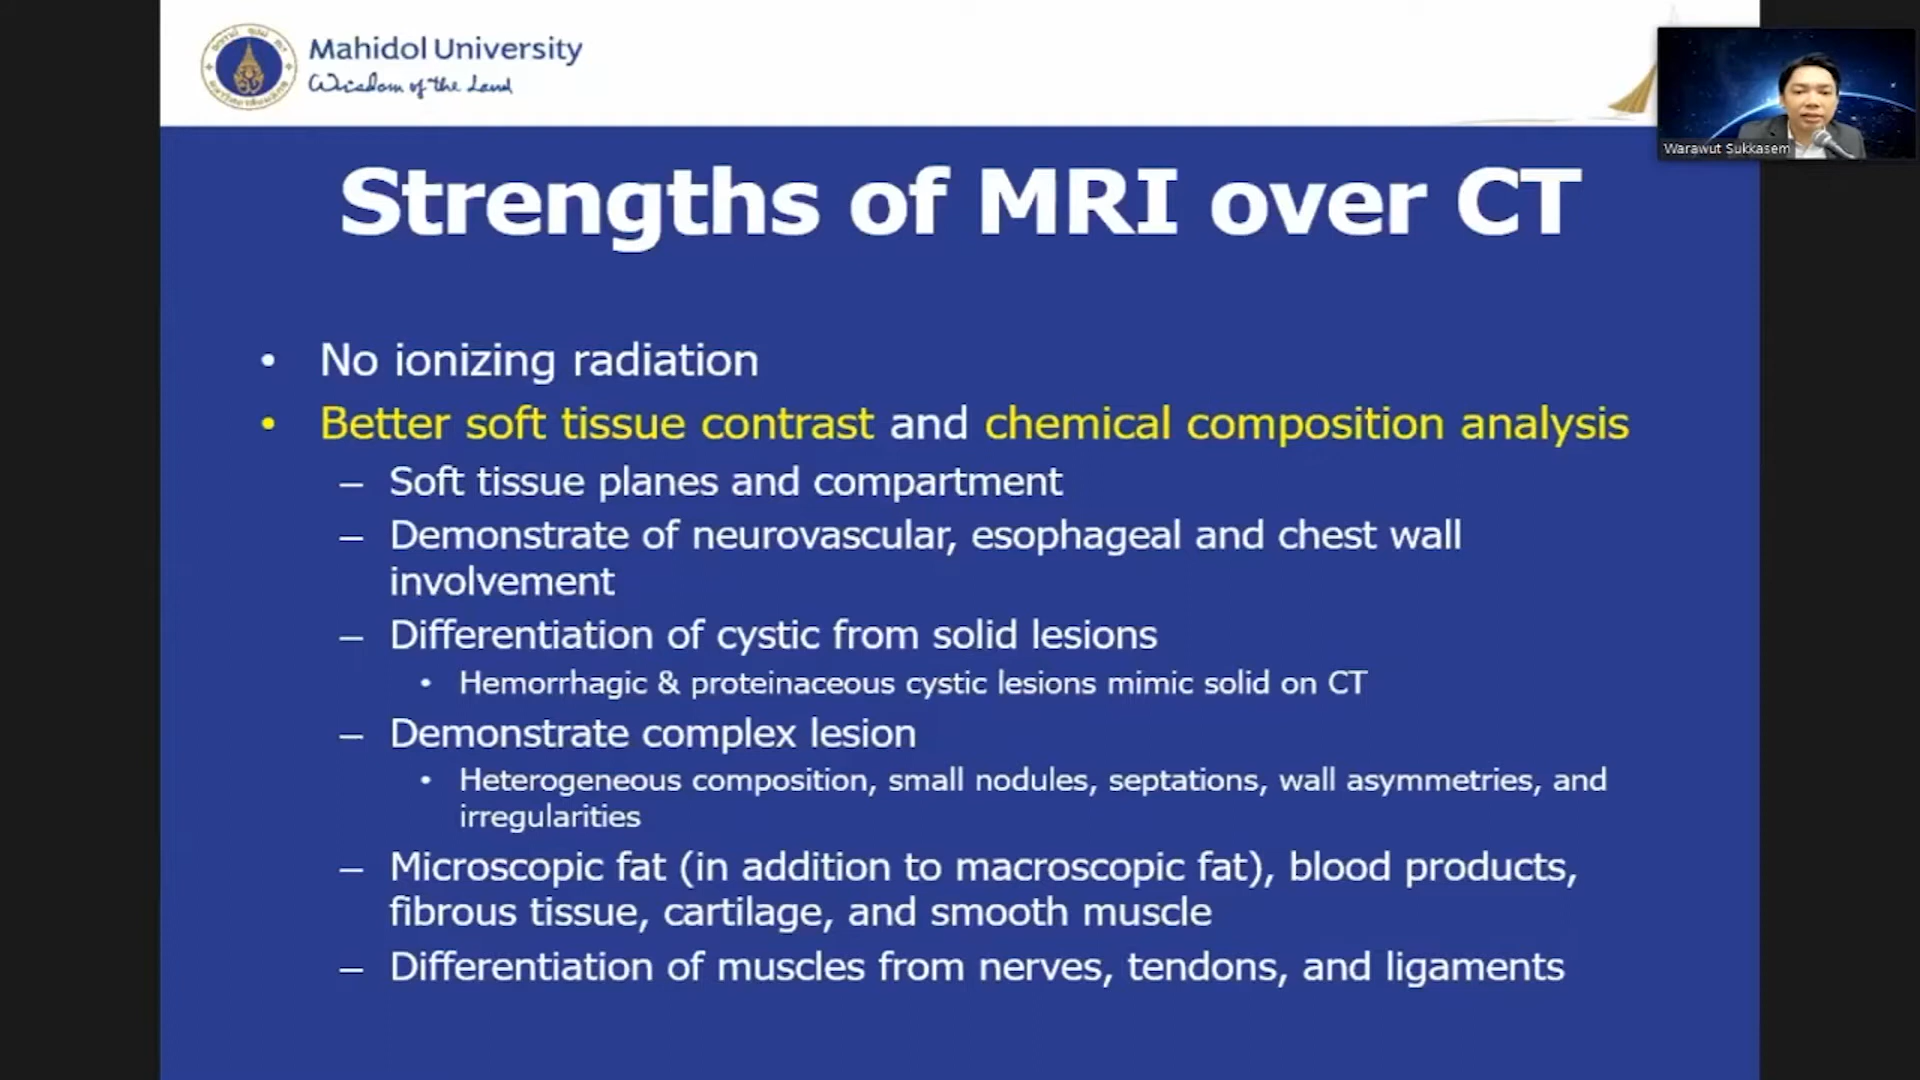 Mahidol University
Wisdom of the Land
Warawut Sukkasem
Strengths of MRI over CT
• No ionizing radiation
• Better soft tissue contrast and chemical composition analysis
– Soft tissue planes and compartment
– Demonstrate of neurovascular, esophageal and chest wall
involvement
– Differentiation of cystic from solid lesions
• Hemorrhagic & proteinaceous cystic lesions mimic solid on CT
– Demonstrate complex lesion
• Heterogeneous composition, small nodules, septations, wall asymmetries, and
irregularities
– Microscopic fat (in addition to macroscopic fat), blood products,
fibrous tissue, cartilage, and smooth muscle
– Differentiation of muscles from nerves, tendons, and ligaments